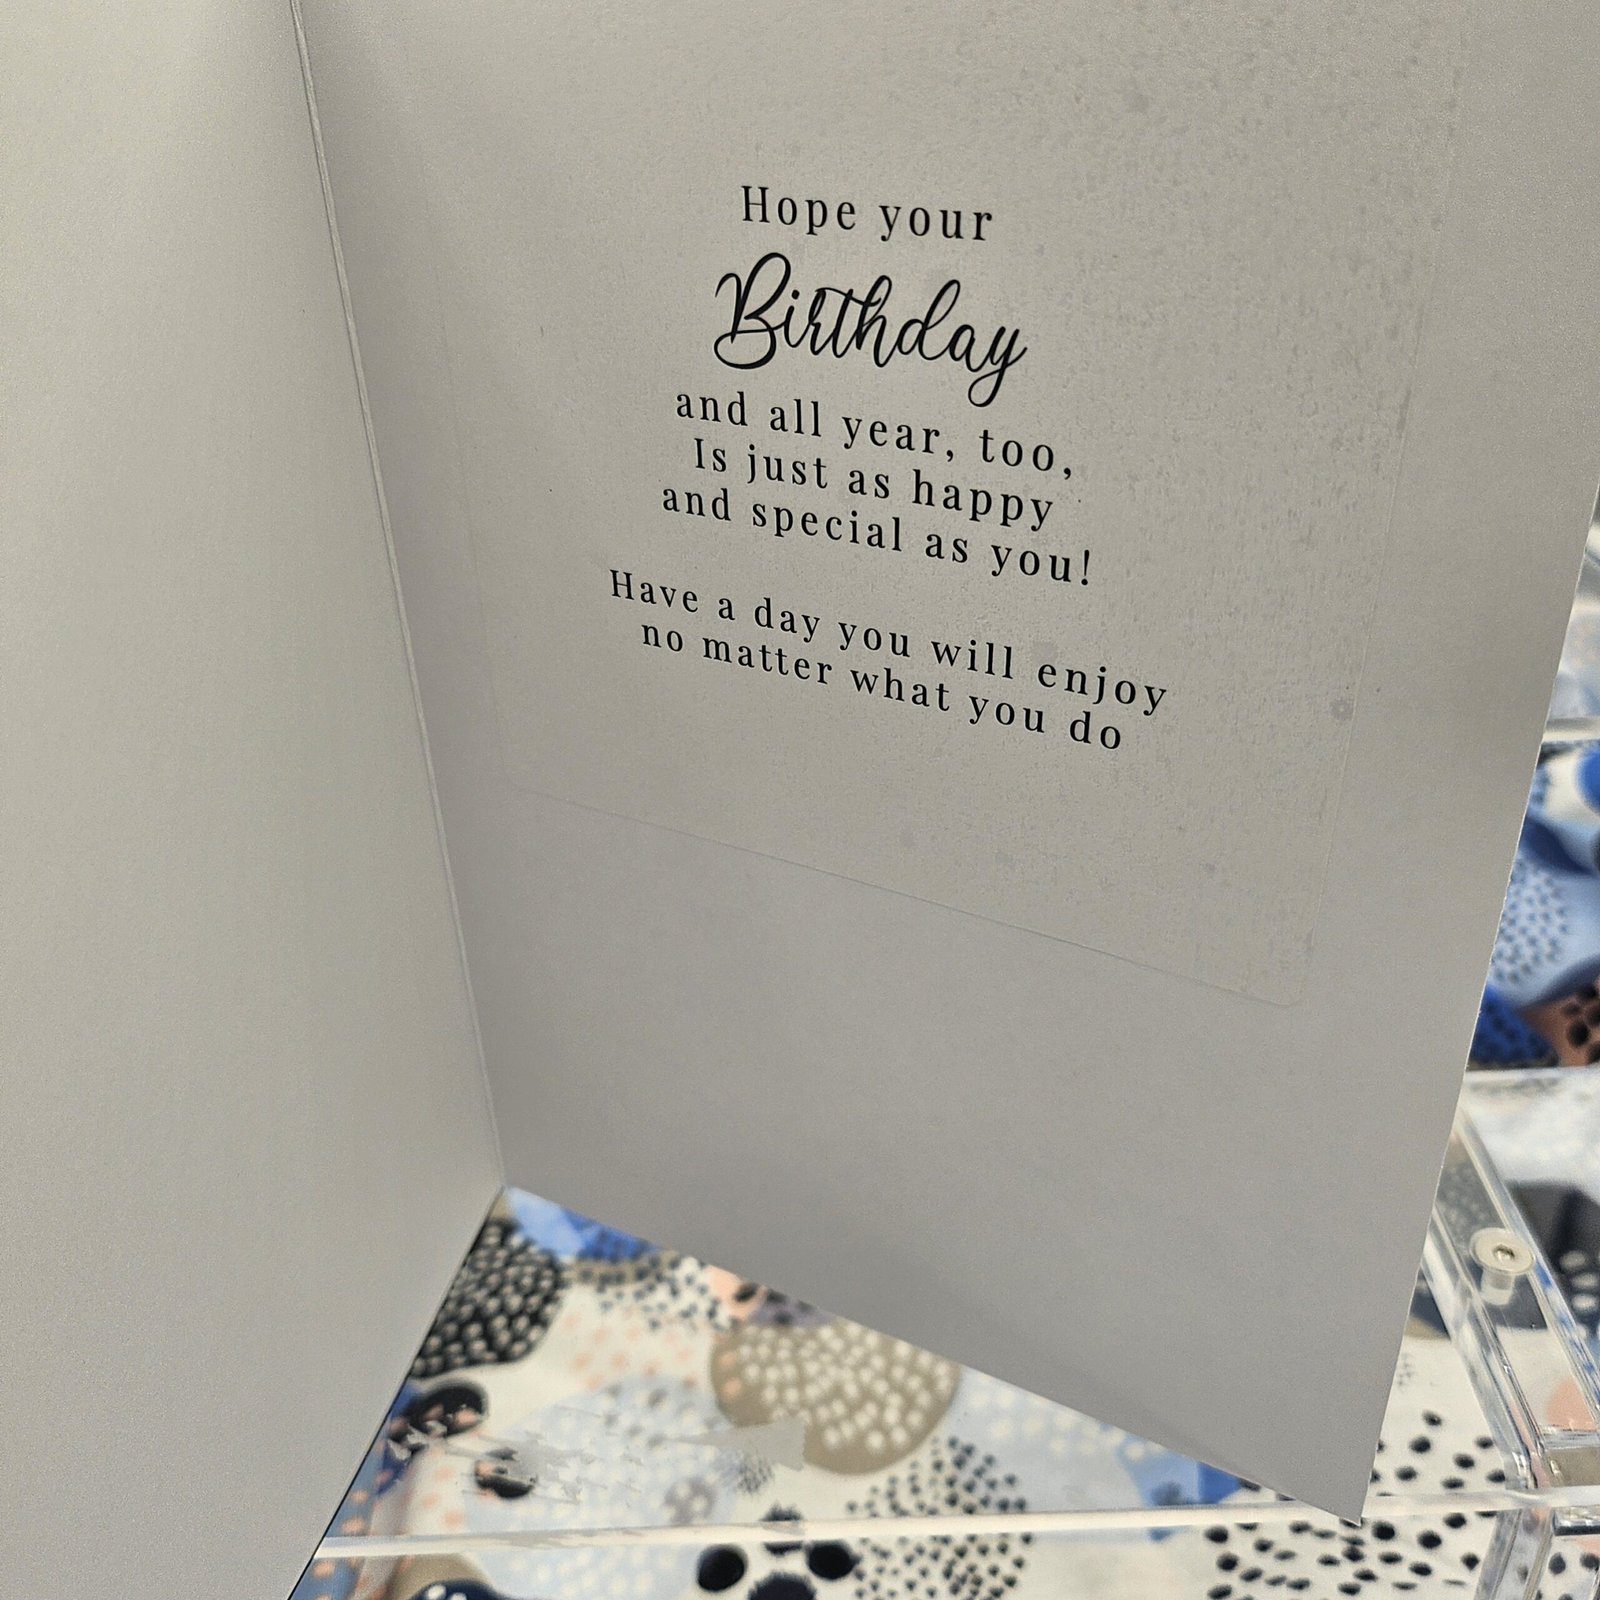 Hope your
Birthday
and all year, too,
Is just as happy
and special as you!
Have a day you will enjoy
no matter what you do